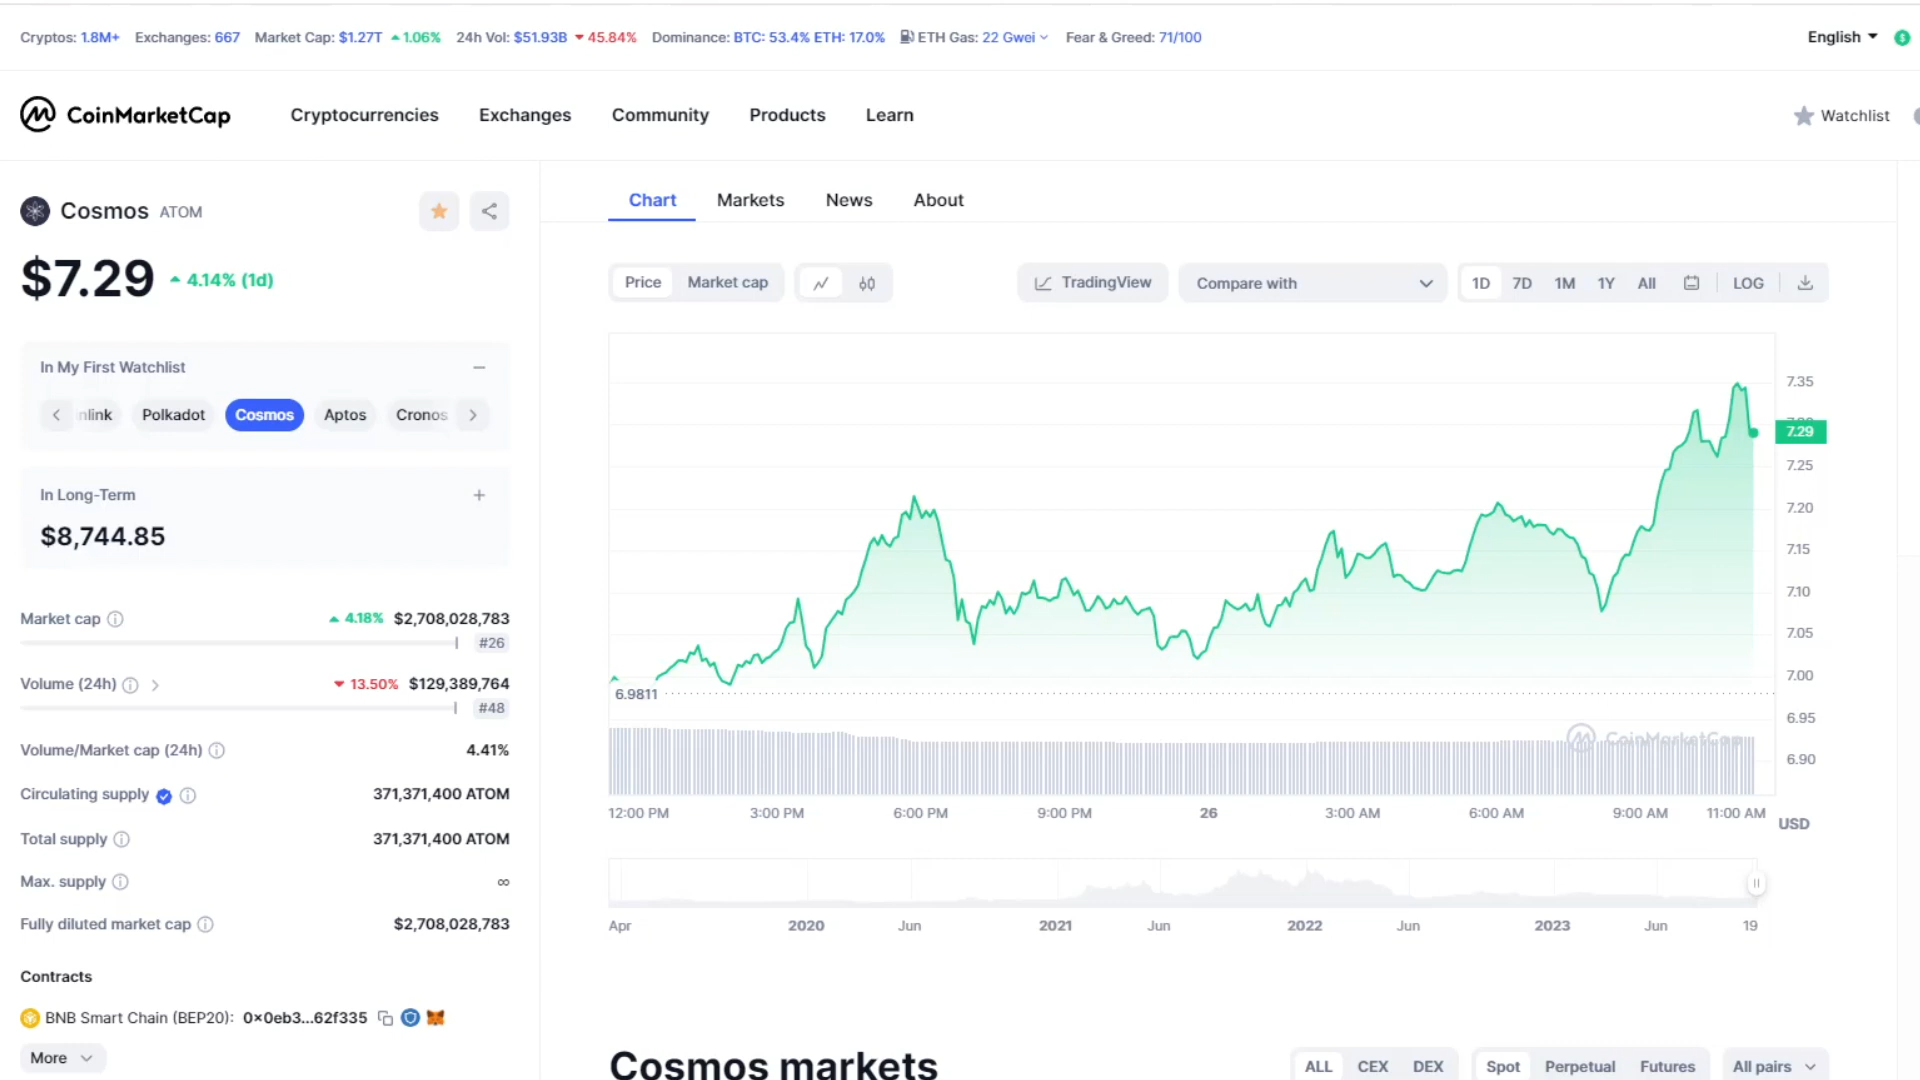 Cryptos: 1.8M+ Exchanges: 667 Market Cap: $1.27T 1.06% 24h Vol: $51.93B 45.84% Dominance: BTC: 53.4% ETH: 17.0% ETH Gas: 22 Gwei Fear & Greed: 71/100 English
CoinMarketCap Cryptocurrencies Exchanges Community Products Learn Watchlist
Cosmos ATOM
$7.29 4.14% (1d)
In My First Watchlist
nlink Polkadot Cosmos Aptos Cronos
In Long-Term
$8,744.85
Market cap 4.18% $2,708,028,783
#26
Volume (24h) 13.50% $129,389,764
#48
Volume/Market cap (24h) 4.41%
Circulating supply 371,371,400 ATOM
Total supply 371,371,400 ATOM
Max. supply ∞
Fully diluted market cap $2,708,028,783
Contracts
BNB Smart Chain (BEP20): 0x0eb3...62f335
More
Chart Markets News About
Price Market cap TradingView Compare with 1D 7D 1M 1Y All LOG
7.35
7.29
7.25
7.20
7.15
7.10
7.05
7.00
6.9811
6.95
CoinMarketCap
6.90
12:00 PM 3:00 PM 6:00 PM 9:00 PM 26 3:00 AM 6:00 AM 9:00 AM 11:00 AM USD
Apr 2020 Jun 2021 Jun 2022 Jun 2023 Jun 19
Cosmos markets ALL CEX DEX Spot Perpetual Futures All pairs